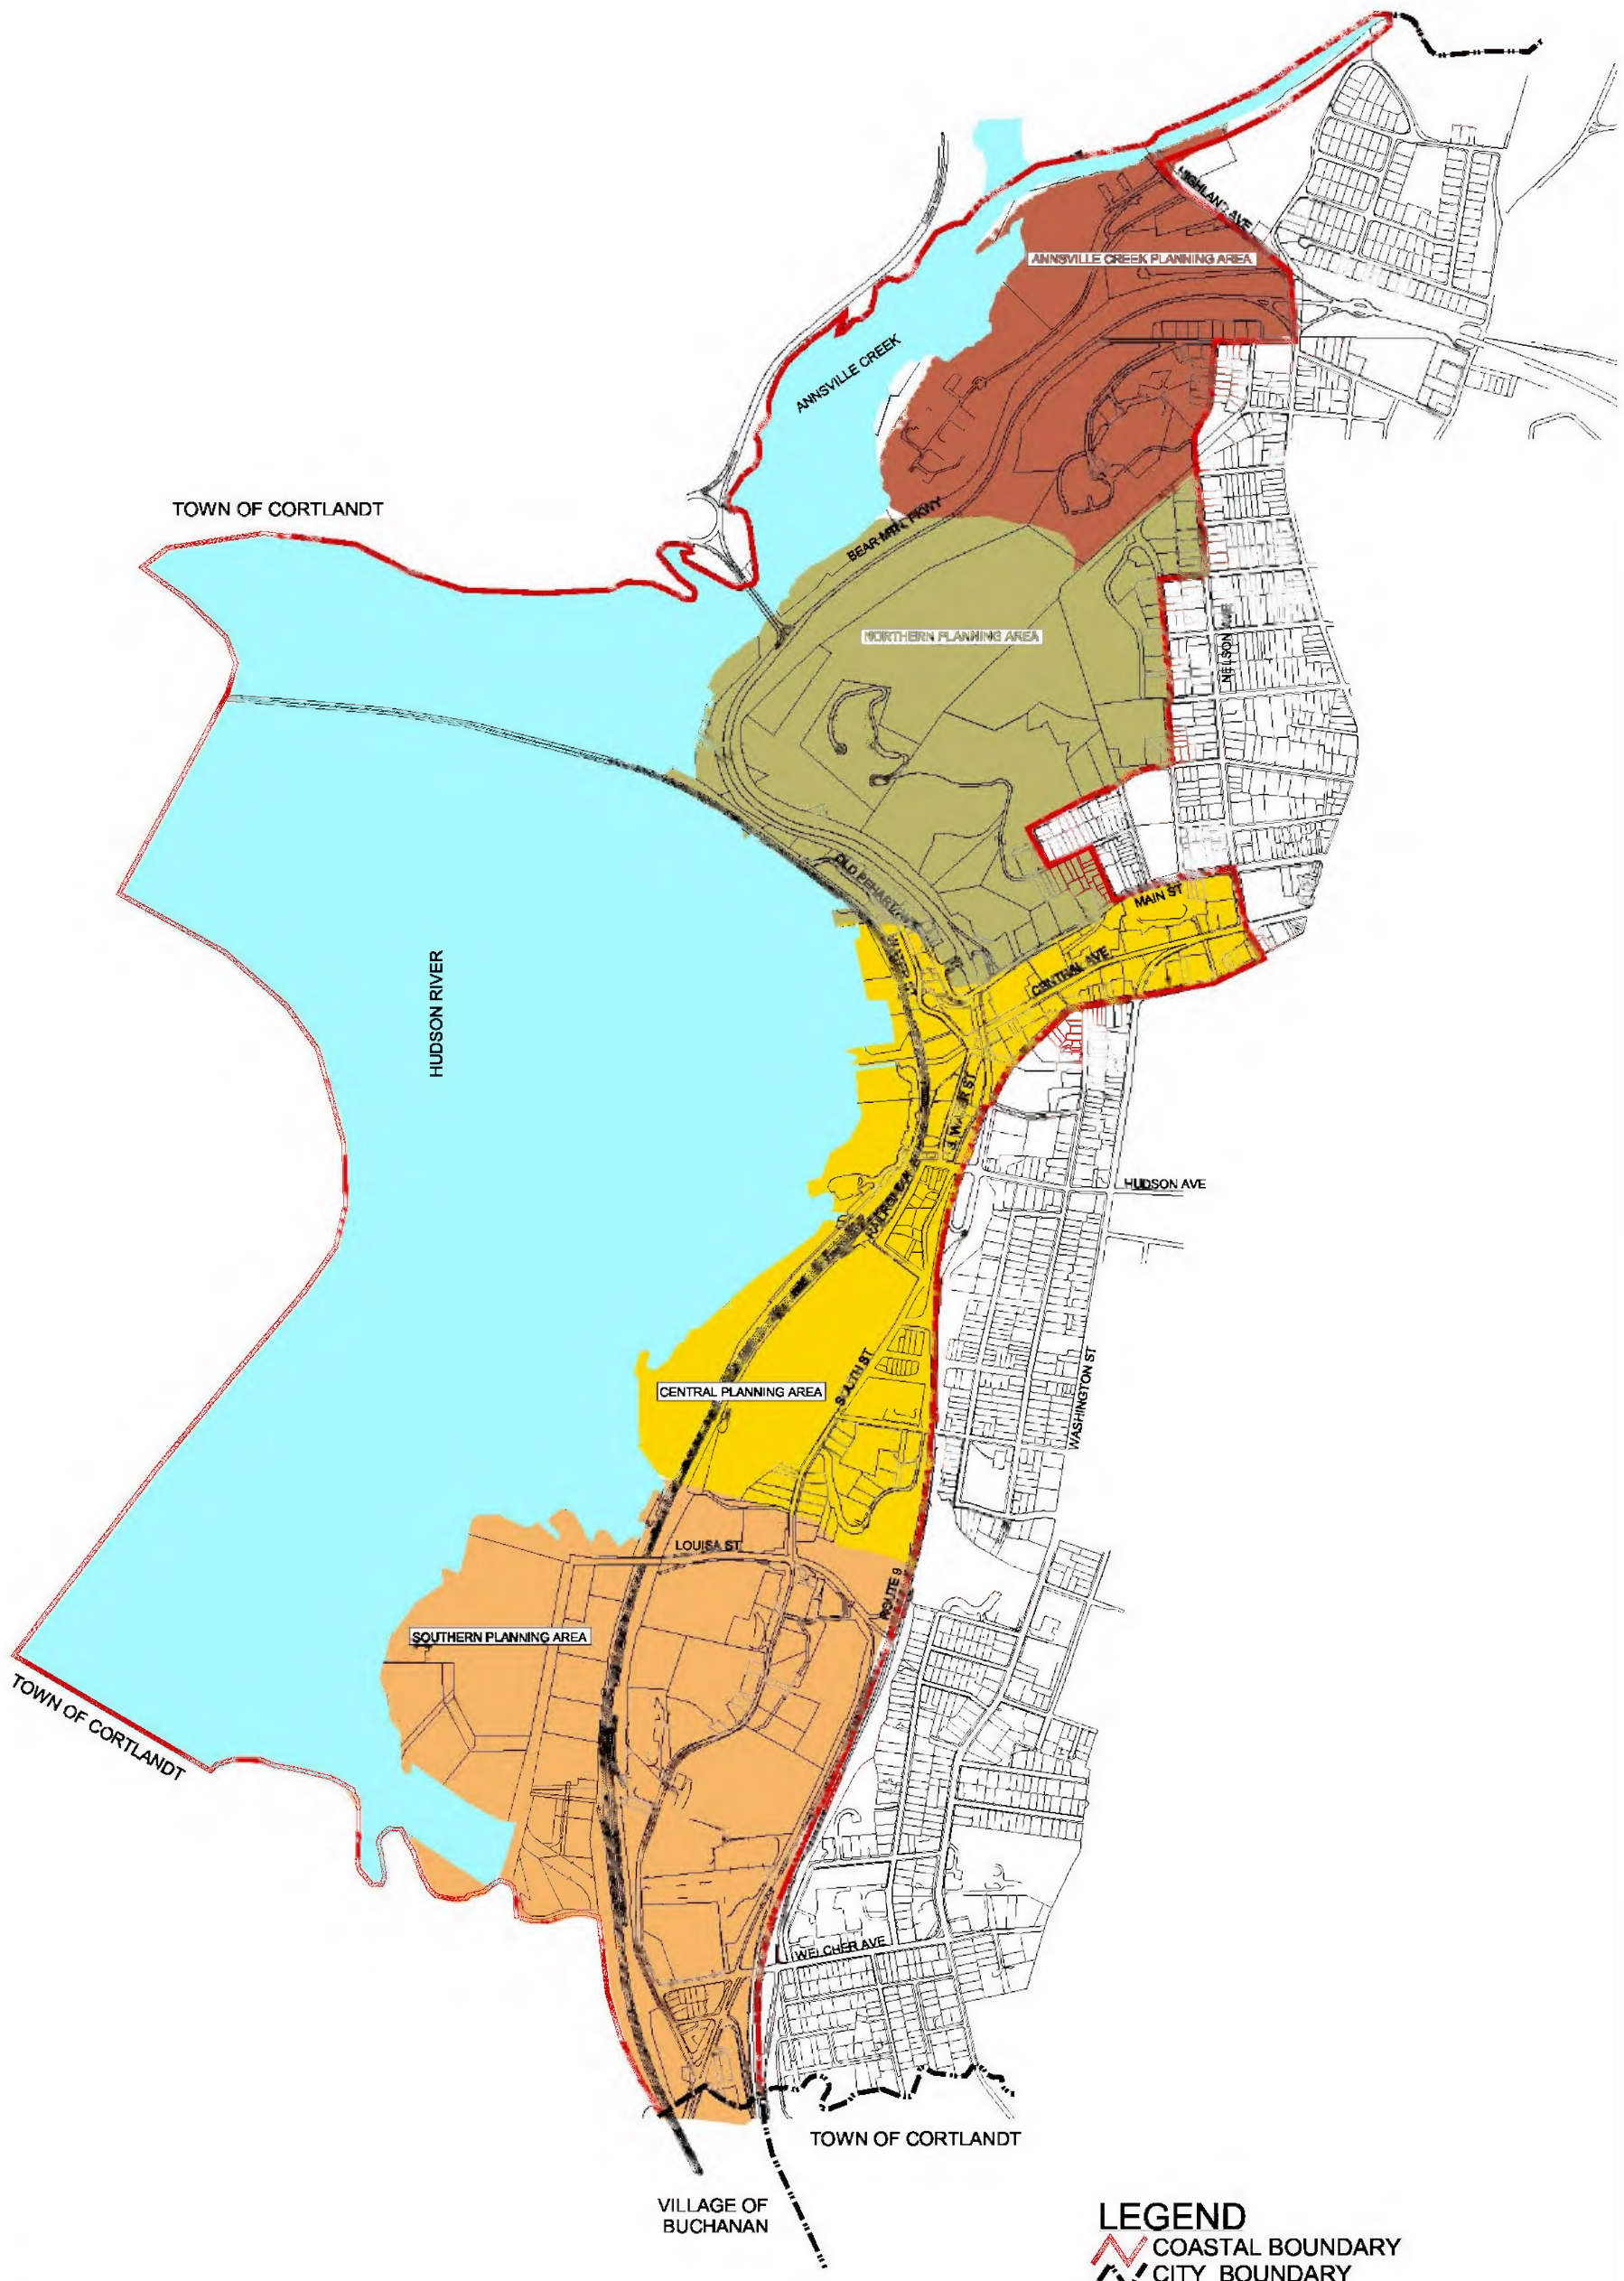 HIGHLAND AVE
ANNSVILLE CREEK PLANNING AREA
ANNSVILLE CREEK
TOWN OF CORTLANDT
BEAR MTN. PKWY
NORTHERN PLANNING AREA
NELSON AVE
OLD
MAIN ST
CENTRAL AVE
HUDSON RIVER
S. WATER ST
HUDSON AVE
SOUTH ST
WASHINGTON ST
CENTRAL PLANNING AREA
LOUISA ST
ROUTE 9
SOUTHERN PLANNING AREA
TOWN OF CORTLANDT
WELCHER AVE
TOWN OF CORTLANDT
VILLAGE OF
BUCHANAN
LEGEND
COASTAL BOUNDARY
CITY BOUNDARY